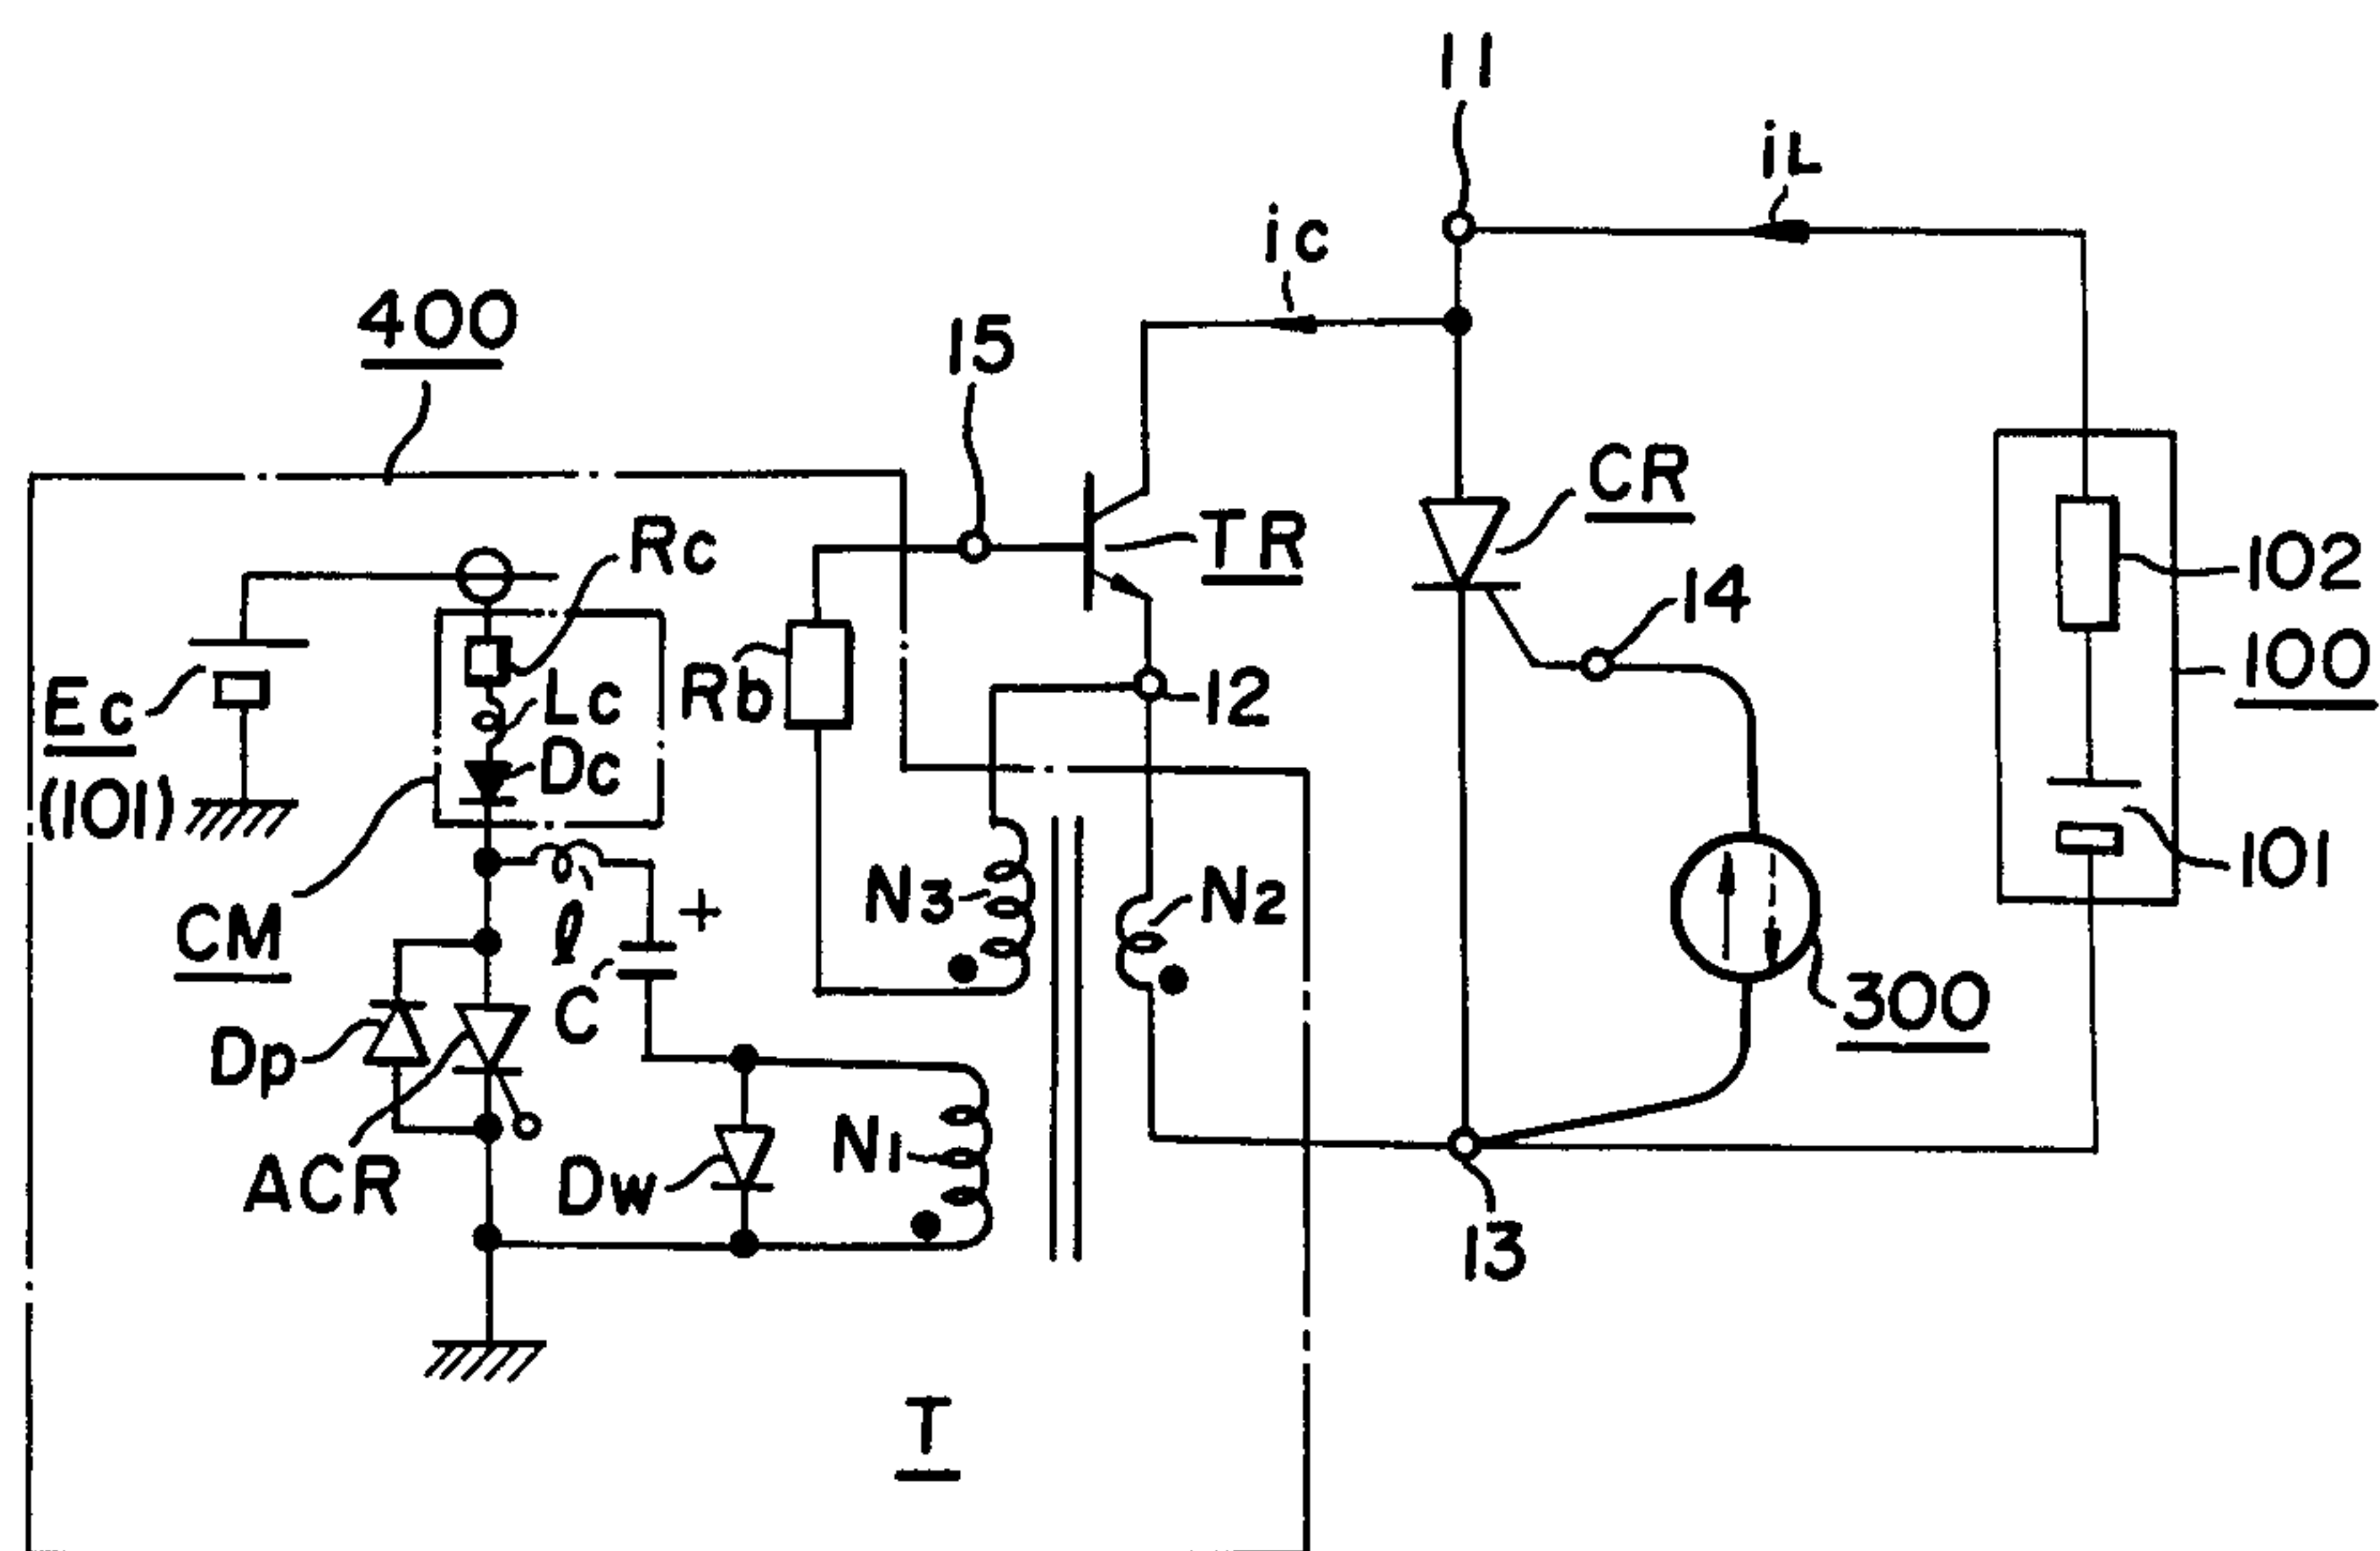 11
iL
ic
400
15
Rc
CR
TR
102
14
100
Ec
Lc
Rb
12
(101)
Dc
101
CM
l
+
N3
N2
C
300
Dp
ACR
Dw
N1
13
T